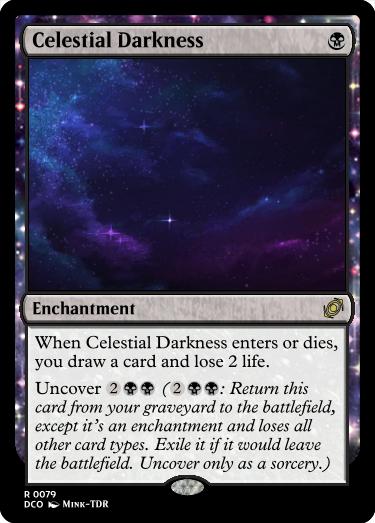 Celestial Darkness
Enchantment
When Celestial Darkness enters or dies,
you draw a card and lose 2 life.
Uncover 2 (2: Return this
card from your graveyard to the battlefield,
except it's an enchantment and loses all
other card types. Exile it if it would leave
the battlefield. Uncover only as a sorcery.)
R 0079
DCO Mink-TDR